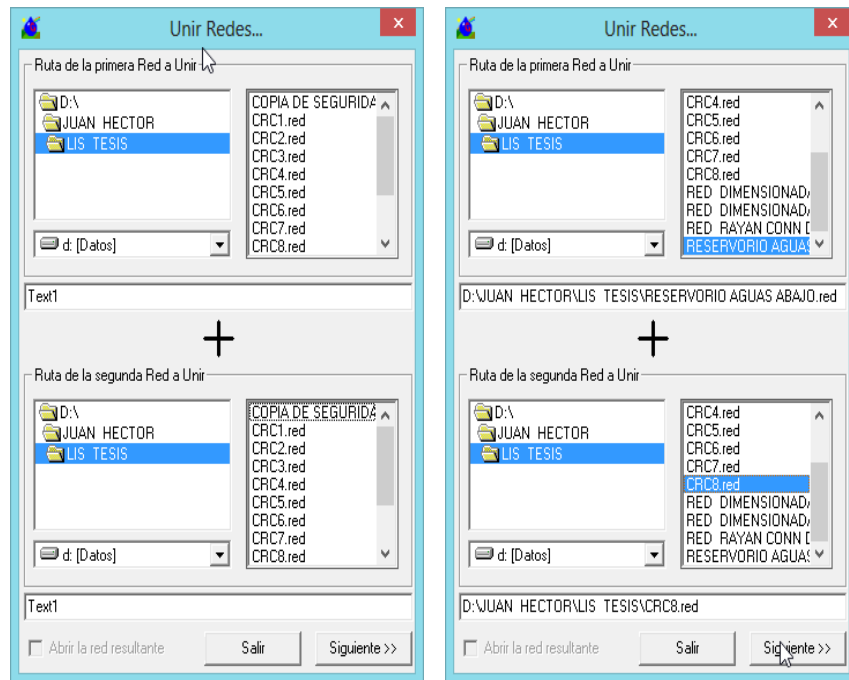 Unir Redes...
x
Ruta de la primera Red a Unir
D:\
JUAN HECTOR
LIS TESIS
d: [Datos]
COPIA DE SEGURIDA
CRC1.red
CRC2.red
CRC3.red
CRC4.red
CRC5.red
CRC6.red
CRC7.red
CRC8.red
Text1
+
Ruta de la segunda Red a Unir
D:\
JUAN HECTOR
LIS TESIS
d: [Datos]
COPIA DE SEGURIDA
CRC1.red
CRC2.red
CRC3.red
CRC4.red
CRC5.red
CRC6.red
CRC7.red
CRC8.red
Text1
Abrir la red resultante
Salir
Siguiente >>
Unir Redes...
x
Ruta de la primera Red a Unir
D:\
JUAN HECTOR
LIS TESIS
d: [Datos]
CRC4.red
CRC5.red
CRC6.red
CRC7.red
CRC8.red
RED DIMENSIONADA
RED DIMENSIONADA
RED RAYAN CONN D
RESERVORIO AGUAS
D:\JUAN HECTOR\LIS TESIS\RESERVORIO AGUAS ABAJO.red
+
Ruta de la segunda Red a Unir
D:\
JUAN HECTOR
LIS TESIS
d: [Datos]
CRC4.red
CRC5.red
CRC6.red
CRC7.red
CRC8.red
RED DIMENSIONADA
RED DIMENSIONADA
RED RAYAN CONN D
RESERVORIO AGUAS
D:\JUAN HECTOR\LIS TESIS\CRC8.red
Abrir la red resultante
Salir
Siguiente >>